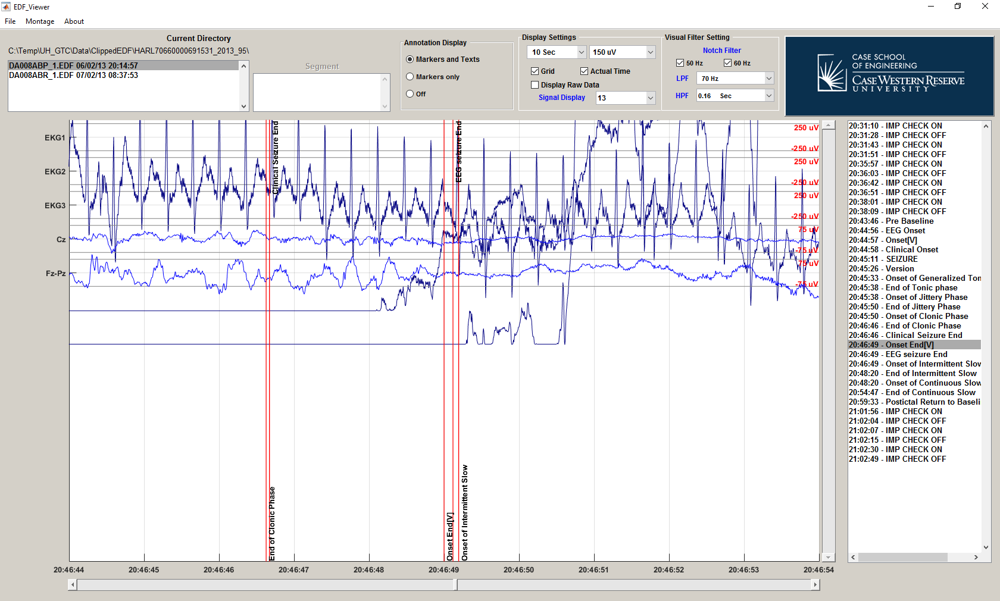 EDF_Viewer
File Montage About
Current Directory
C:\Temp\UH_GTC\Data\ClippedEDF\HARL70660000691531_2013_95\
DA008ABP_1.EDF 06/02/13 20:14:57
DA008ABR_1.EDF 07/02/13 08:37:53
Segment
Annotation Display
Markers and Texts
Markers only
Off
Display Settings
10 Sec 150 uV
Grid Actual Time
Display Raw Data
Signal Display 13
Visual Filter Setting
Notch Filter
50 Hz 60 Hz
LPF 70 Hz
HPF 0.16 Sec
CASE SCHOOL
OF ENGINEERING
CASE WESTERN RESERVE
UNIVERSITY
EKG1
EKG2
EKG3
Cz
Fz-Pz
250 uV
-250 uV
250 uV
-250 uV
250 uV
-250 uV
75 uV
-75 uV
75 uV
-75 uV
Clinical Seizure End
EEG seizure End
End of Clonic Phase
Onset End[V]
Onset of Intermittent Slow
20:46:44 20:46:45 20:46:46 20:46:47 20:46:48 20:46:49 20:46:50 20:46:51 20:46:52 20:46:53 20:46:54
20:31:10 - IMP CHECK ON
20:31:28 - IMP CHECK OFF
20:31:43 - IMP CHECK ON
20:31:51 - IMP CHECK OFF
20:35:57 - IMP CHECK ON
20:36:03 - IMP CHECK OFF
20:36:42 - IMP CHECK ON
20:36:51 - IMP CHECK OFF
20:38:01 - IMP CHECK ON
20:38:09 - IMP CHECK OFF
20:43:46 - Pre Baseline
20:44:56 - EEG Onset
20:44:57 - Onset[V]
20:44:58 - Clinical Onset
20:45:11 - SEIZURE
20:45:26 - Version
20:45:33 - Onset of Generalized Ton
20:45:38 - End of Tonic phase
20:45:38 - Onset of Jittery Phase
20:45:50 - End of Jittery Phase
20:45:50 - Onset of Clonic Phase
20:46:46 - End of Clonic Phase
20:46:46 - Clinical Seizure End
20:46:49 - Onset End[V]
20:46:49 - EEG seizure End
20:46:49 - Onset of Intermittent Slow
20:48:20 - End of Intermittent Slow
20:48:20 - Onset of Continuous Slow
20:54:47 - End of Continuous Slow
20:59:33 - Postictal Return to Baseli
21:01:56 - IMP CHECK ON
21:02:04 - IMP CHECK OFF
21:02:07 - IMP CHECK ON
21:02:15 - IMP CHECK OFF
21:02:30 - IMP CHECK ON
21:02:49 - IMP CHECK OFF